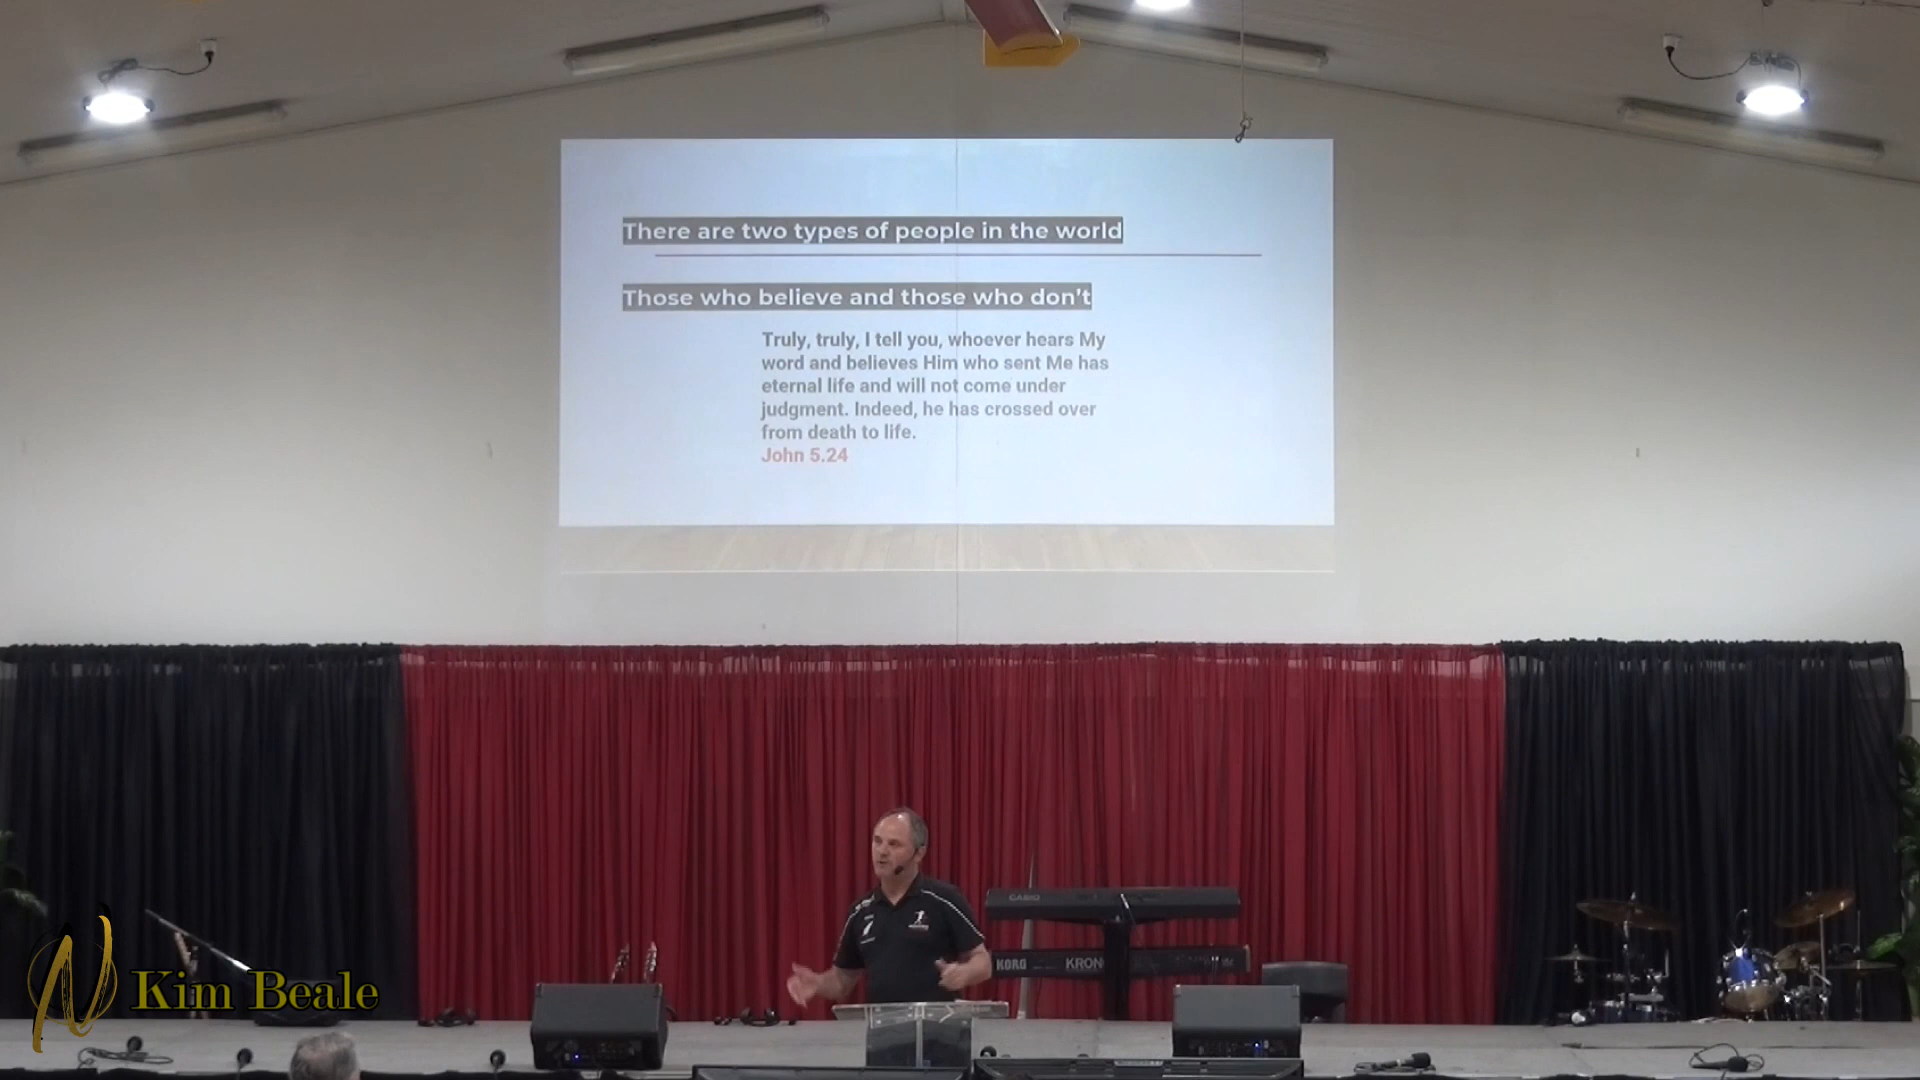 There are two types of people in the world
Those who believe and those who don't
Truly, truly, I tell you, whoever hears My
word and believes Him who sent Me has
eternal life and will not come under
judgment. Indeed, he has crossed over
from death to life.
John 5.24
CASIO
KORG KRONOS
N Kim Beale